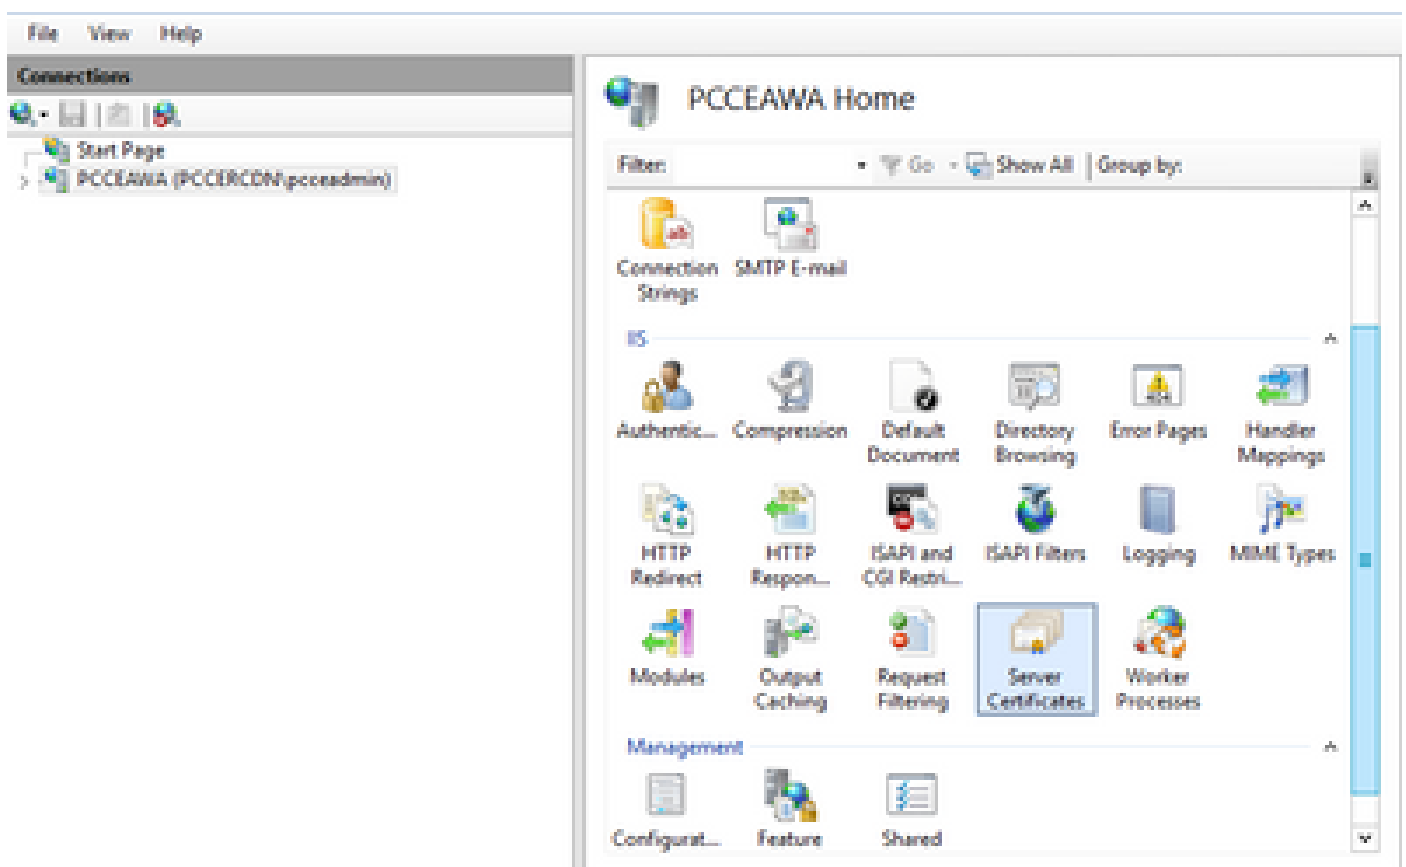 File View Help
Connections
Start Page
PCCEAWA (PCCERCDN\pcceadmin)
PCCEAWA Home
Filter: Go Show All Group by:
Connection Strings SMTP E-mail
IIS
Authentic... Compression Default Document Directory Browsing Error Pages Handler Mappings
HTTP Redirect HTTP Respon... ISAPI and CGI Restri... ISAPI Filters Logging MIME Types
Modules Output Caching Request Filtering Server Certificates Worker Processes
Management
Configurat... Feature Shared